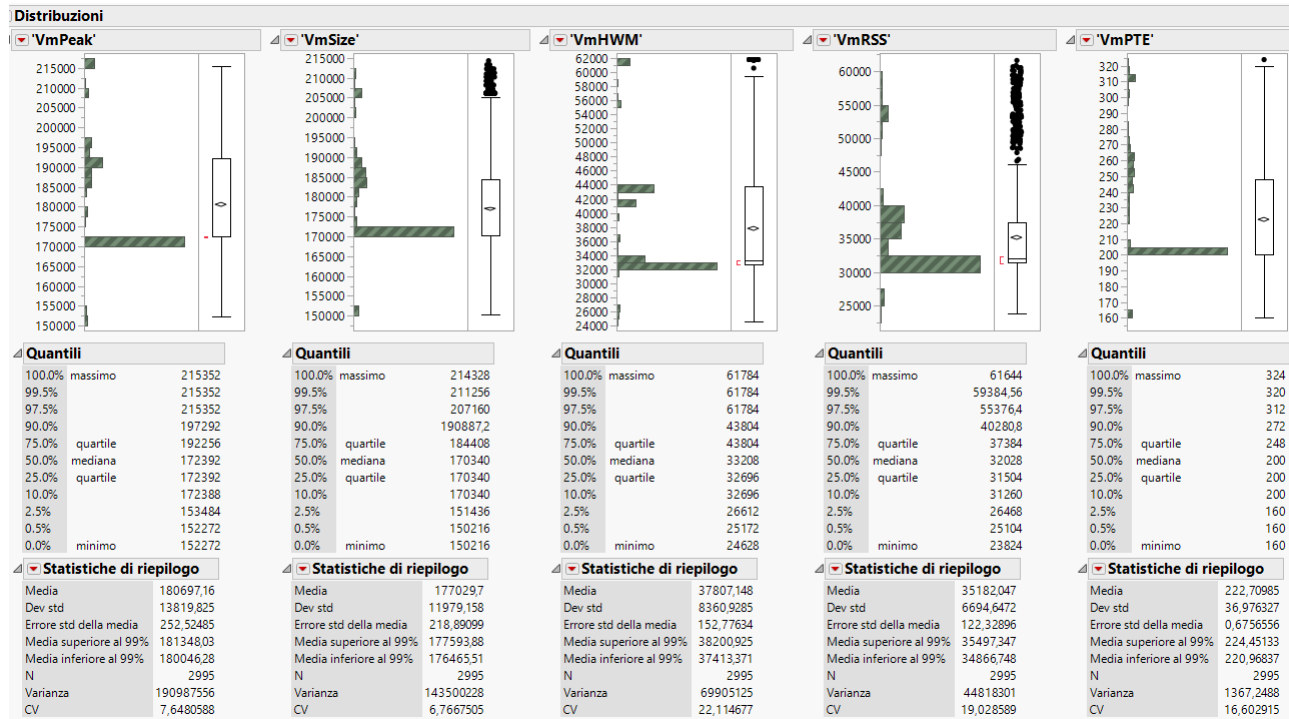 Distribuzioni
'VmPeak' 'VmSize' 'VmHWM' 'VmRSS' 'VmPTE'
215000
210000
205000
200000
195000
190000
185000
180000
175000
170000
165000
160000
155000
150000
215000
210000
205000
200000
195000
190000
185000
180000
175000
170000
165000
160000
155000
150000
62000
60000
58000
56000
54000
52000
50000
48000
46000
44000
42000
40000
38000
36000
34000
32000
30000
28000
26000
24000
60000
55000
50000
45000
40000
35000
30000
25000
320
310
300
290
280
270
260
250
240
230
220
210
200
190
180
170
160
Quantili
100.0% massimo 215352
99.5% 215352
97.5% 215352
90.0% 197292
75.0% quartile 192256
50.0% mediana 172392
25.0% quartile 172392
10.0% 172388
2.5% 153484
0.5% 152272
0.0% minimo 152272
Statistiche di riepilogo
Media 180697,16
Dev std 13819,825
Errore std della media 252,52485
Media superiore al 99% 181348,03
Media inferiore al 99% 180046,28
N 2995
Varianza 190987556
CV 7,6480588
Quantili
100.0% massimo 214328
99.5% 211256
97.5% 207160
90.0% 190887,2
75.0% quartile 184408
50.0% mediana 170340
25.0% quartile 170340
10.0% 170340
2.5% 151436
0.5% 150216
0.0% minimo 150216
Statistiche di riepilogo
Media 177029,7
Dev std 11979,158
Errore std della media 218,89099
Media superiore al 99% 177593,88
Media inferiore al 99% 176465,51
N 2995
Varianza 143500228
CV 6,7667505
Quantili
100.0% massimo 61784
99.5% 61784
97.5% 61784
90.0% 43804
75.0% quartile 43804
50.0% mediana 33208
25.0% quartile 32696
10.0% 32696
2.5% 26612
0.5% 25172
0.0% minimo 24628
Statistiche di riepilogo
Media 37807,148
Dev std 8360,9285
Errore std della media 152,77634
Media superiore al 99% 38200,925
Media inferiore al 99% 37413,371
N 2995
Varianza 69905125
CV 22,114677
Quantili
100.0% massimo 61644
99.5% 59384,56
97.5% 55376,4
90.0% 40280,8
75.0% quartile 37384
50.0% mediana 32028
25.0% quartile 31504
10.0% 31260
2.5% 26468
0.5% 25104
0.0% minimo 23824
Statistiche di riepilogo
Media 35182,047
Dev std 6694,6472
Errore std della media 122,32896
Media superiore al 99% 35497,347
Media inferiore al 99% 34866,748
N 2995
Varianza 44818301
CV 19,028589
Quantili
100.0% massimo 324
99.5% 320
97.5% 312
90.0% 272
75.0% quartile 248
50.0% mediana 200
25.0% quartile 200
10.0% 200
2.5% 160
0.5% 160
0.0% minimo 160
Statistiche di riepilogo
Media 222,70985
Dev std 36,976327
Errore std della media 0,6756556
Media superiore al 99% 224,45133
Media inferiore al 99% 220,96837
N 2995
Varianza 1367,2488
CV 16,602915